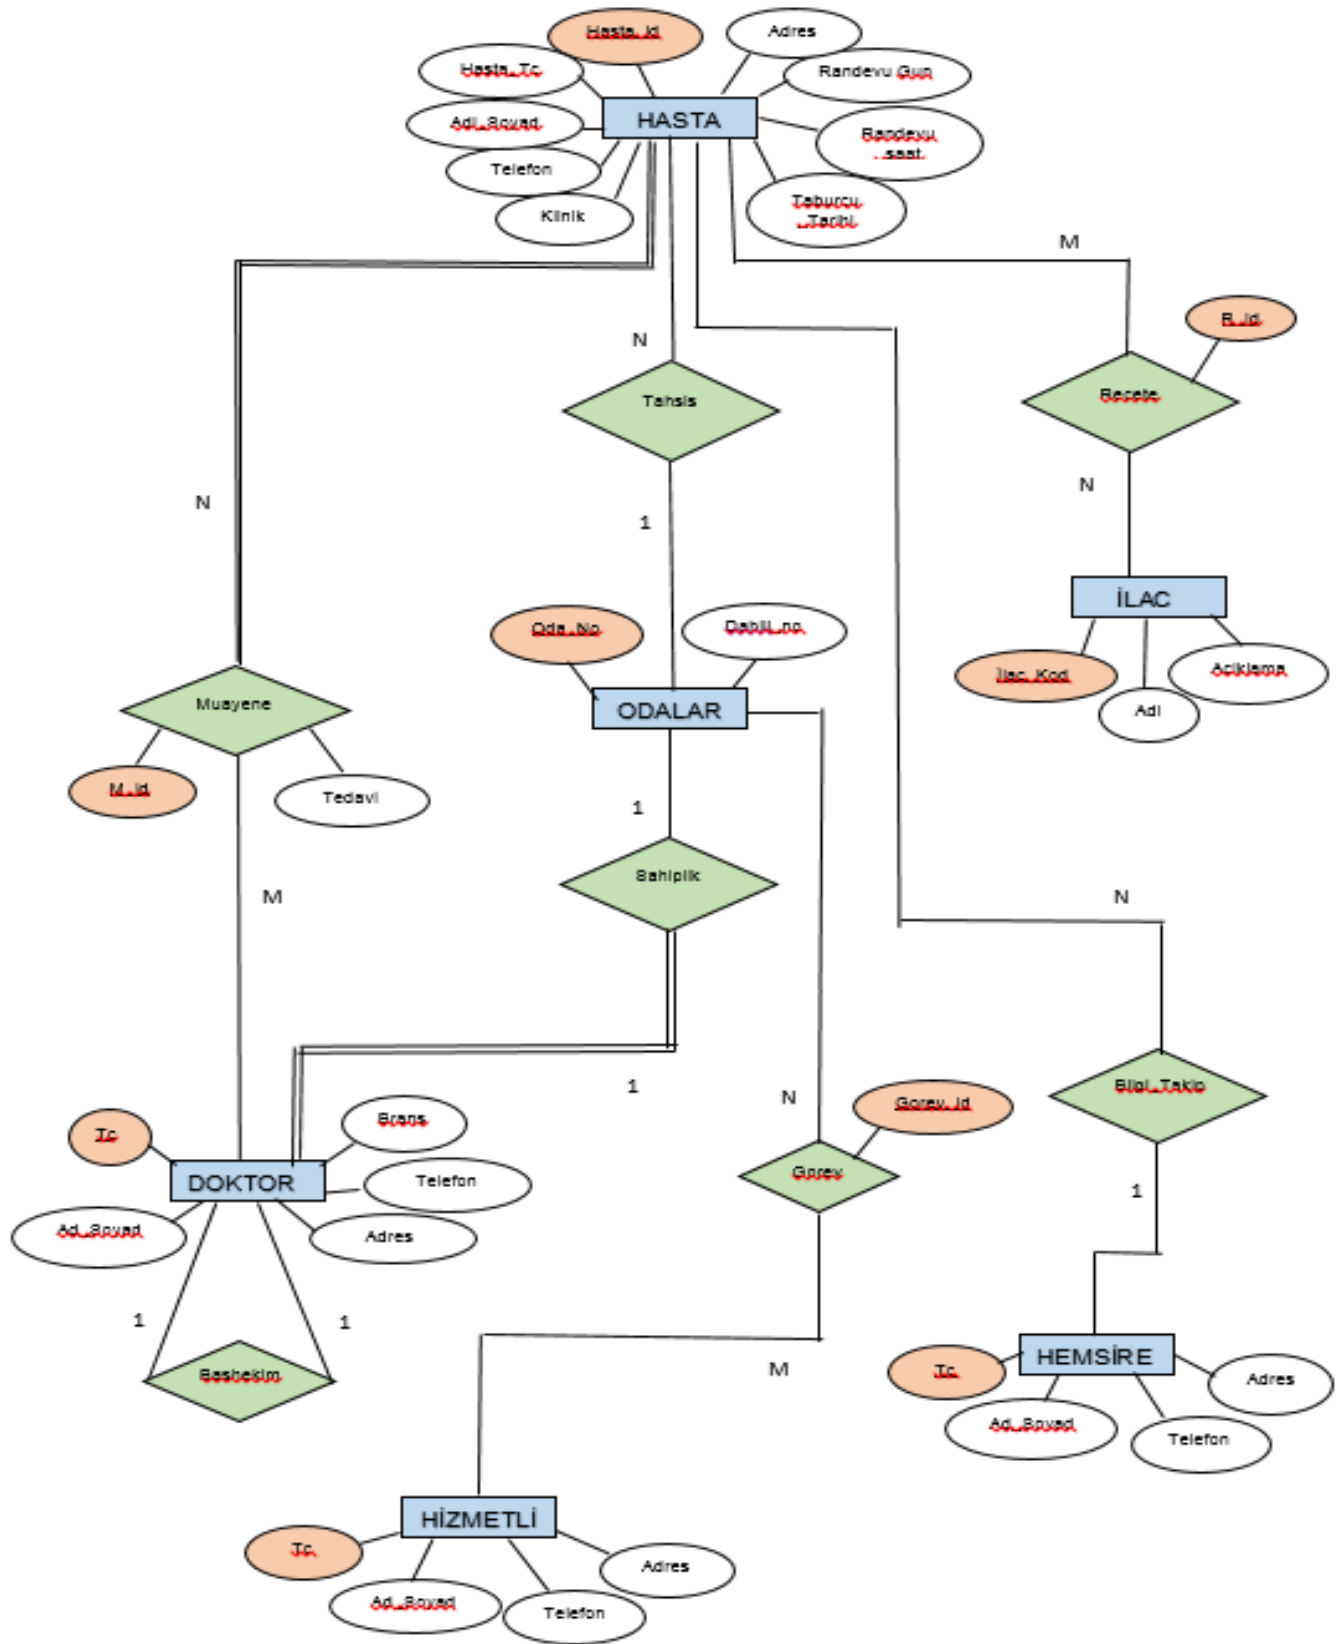 Hasta_Id
Adres
Hasta_Tc
Randevu Gun
HASTA
Adi_Soyad
Randevu
_saat
Telefon
Taburcu
_Tarihi
Klinik
M
R_id
N
Tahsis
Recete
N
N
1
İLAC
Oda_No
Dahili_no
Ilac_Kod
Aciklama
Muayene
ODALAR
Adi
M_id
Tedavi
1
Sahiplik
M
N
1
N
Bilgi_Takip
Gorev_id
Tc
Brans
DOKTOR
Telefon
Gorev
1
Ad_Soyad
Adres
1
1
Bashekim
M
HEMSİRE
Tc
Adres
Ad_Soyad
Telefon
HİZMETLİ
Tc
Adres
Ad_Soyad
Telefon